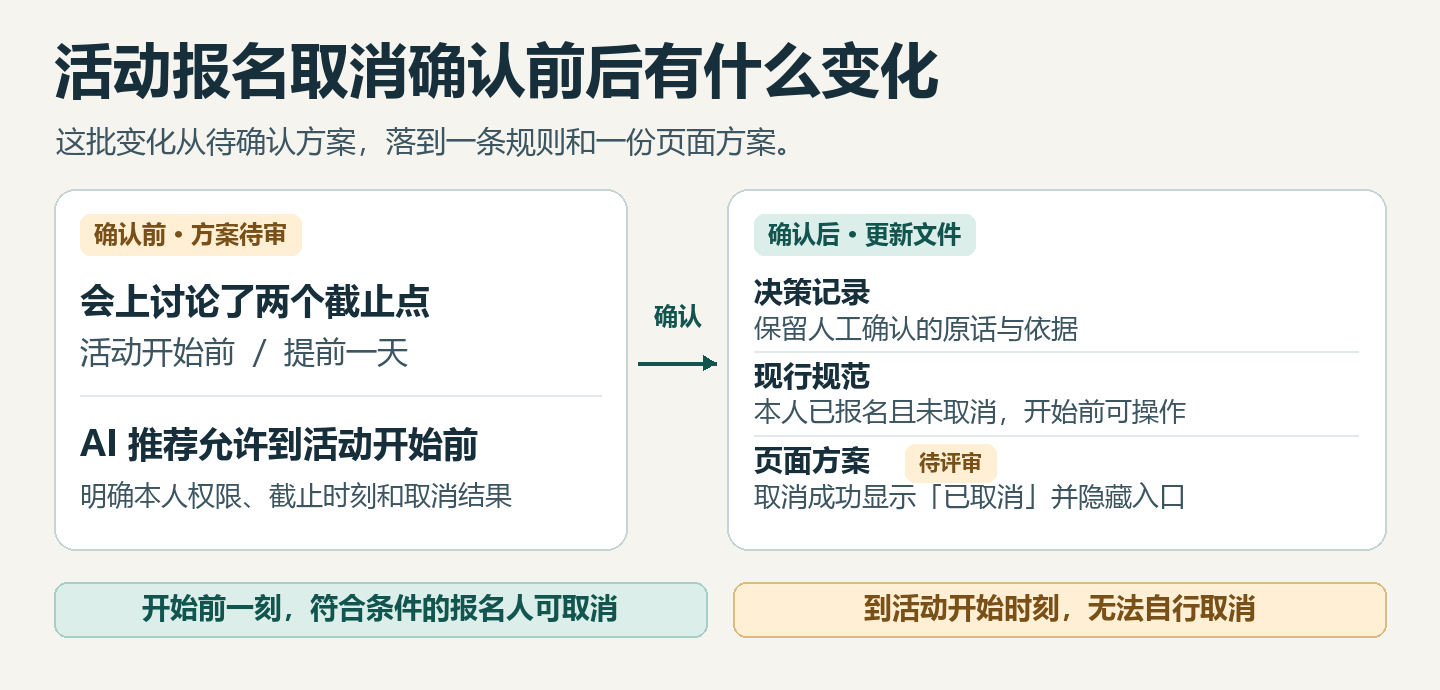 活动报名取消确认前后有什么变化
这批变化从待确认方案，落到一条规则和一份页面方案。
确认前·方案待审
会上讨论了两个截止点
活动开始前 / 提前一天
AI 推荐允许到活动开始前
明确本人权限、截止时刻和取消结果
确认
确认后·更新文件
决策记录
保留人工确认的原话与依据
现行规范
本人已报名且未取消，开始前可操作
页面方案 待评审
取消成功显示「已取消」并隐藏入口
开始前一刻，符合条件的报名人可取消
到活动开始时刻，无法自行取消